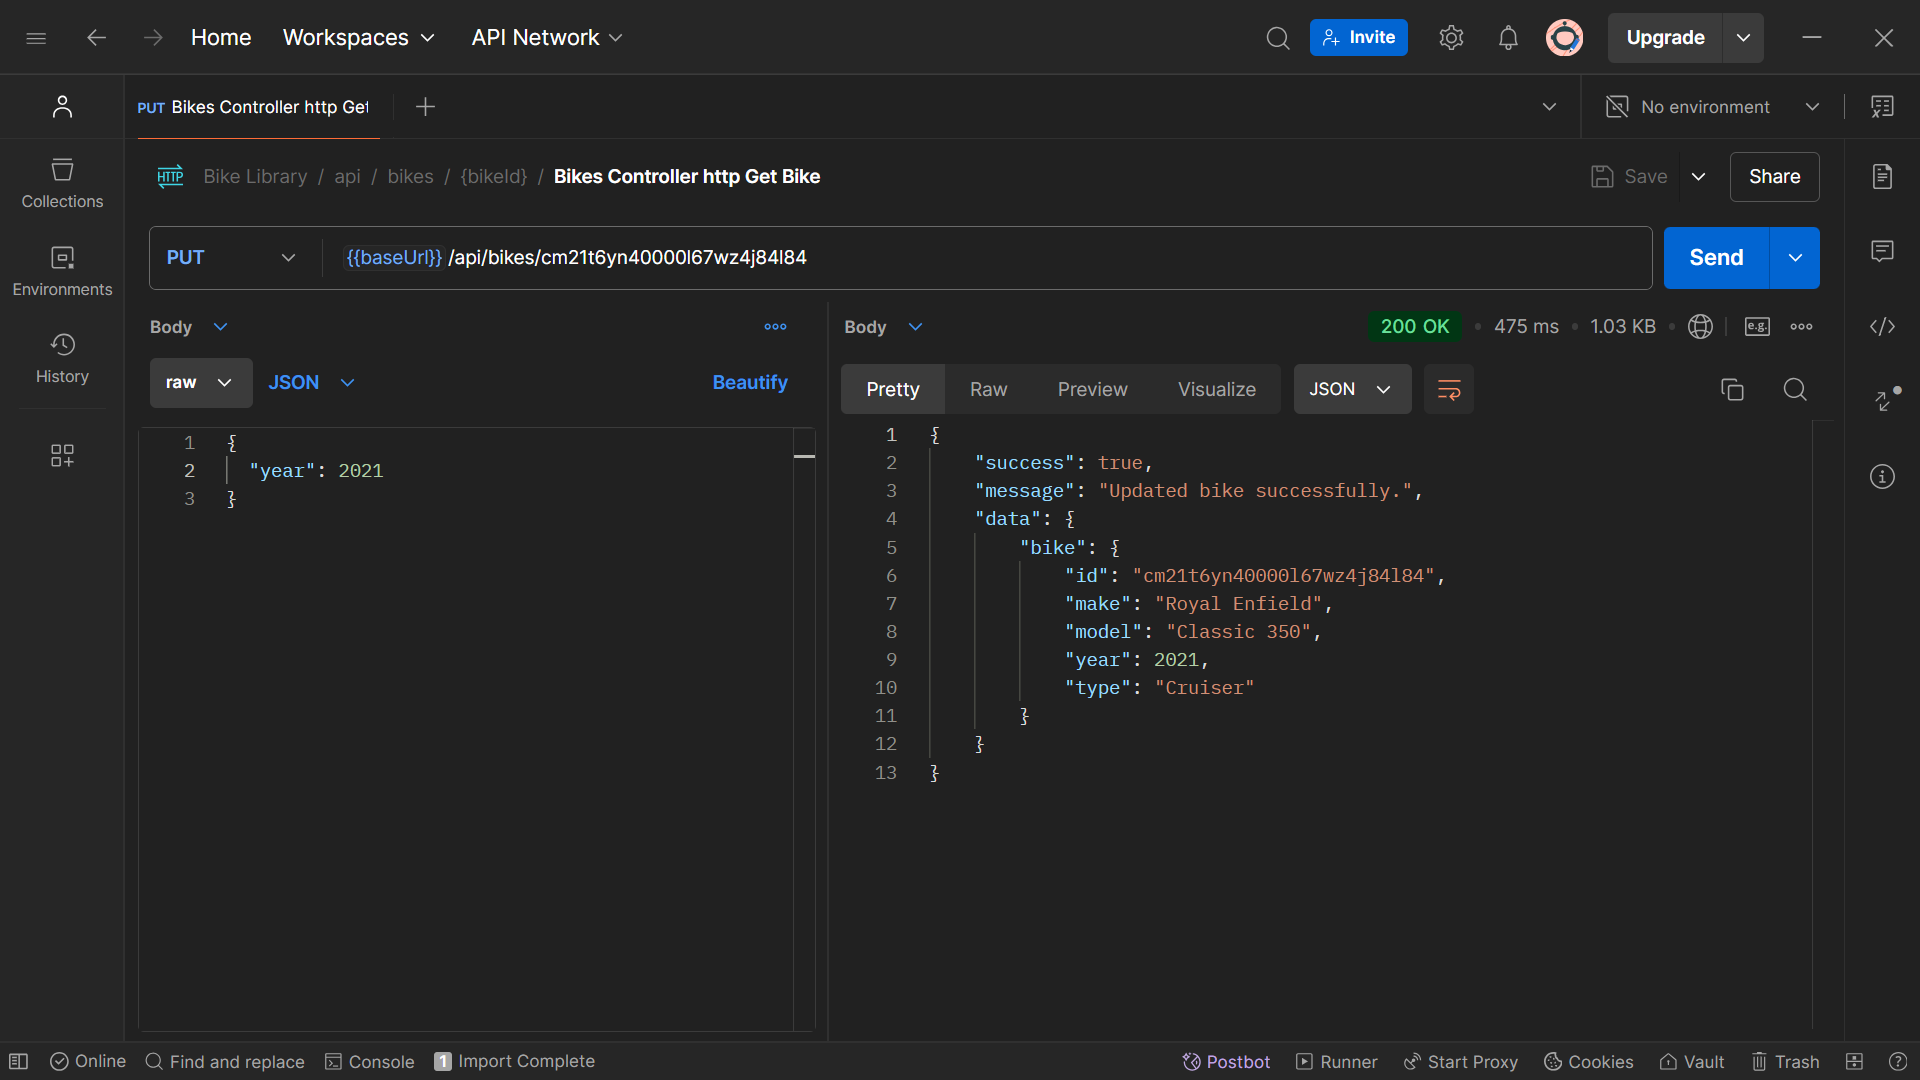 Home Workspaces API Network Invite Upgrade
PUT Bikes Controller http Get No environment
HTTP Bike Library / api / bikes / {bikeId} / Bikes Controller http Get Bike Save Share
Collections
Environments
History
PUT {{baseUrl}} /api/bikes/cm21t6yn40000l67wz4j84l84 Send
Body
raw JSON Beautify
1 {
2 "year": 2021
3 }
Body 200 OK 475 ms 1.03 KB e.g.
Pretty Raw Preview Visualize JSON
1 {
2 "success": true,
3 "message": "Updated bike successfully.",
4 "data": {
5 "bike": {
6 "id": "cm21t6yn40000l67wz4j84l84",
7 "make": "Royal Enfield",
8 "model": "Classic 350",
9 "year": 2021,
10 "type": "Cruiser"
11 }
12 }
13 }
Online Find and replace Console 1 Import Complete Postbot Runner Start Proxy Cookies Vault Trash